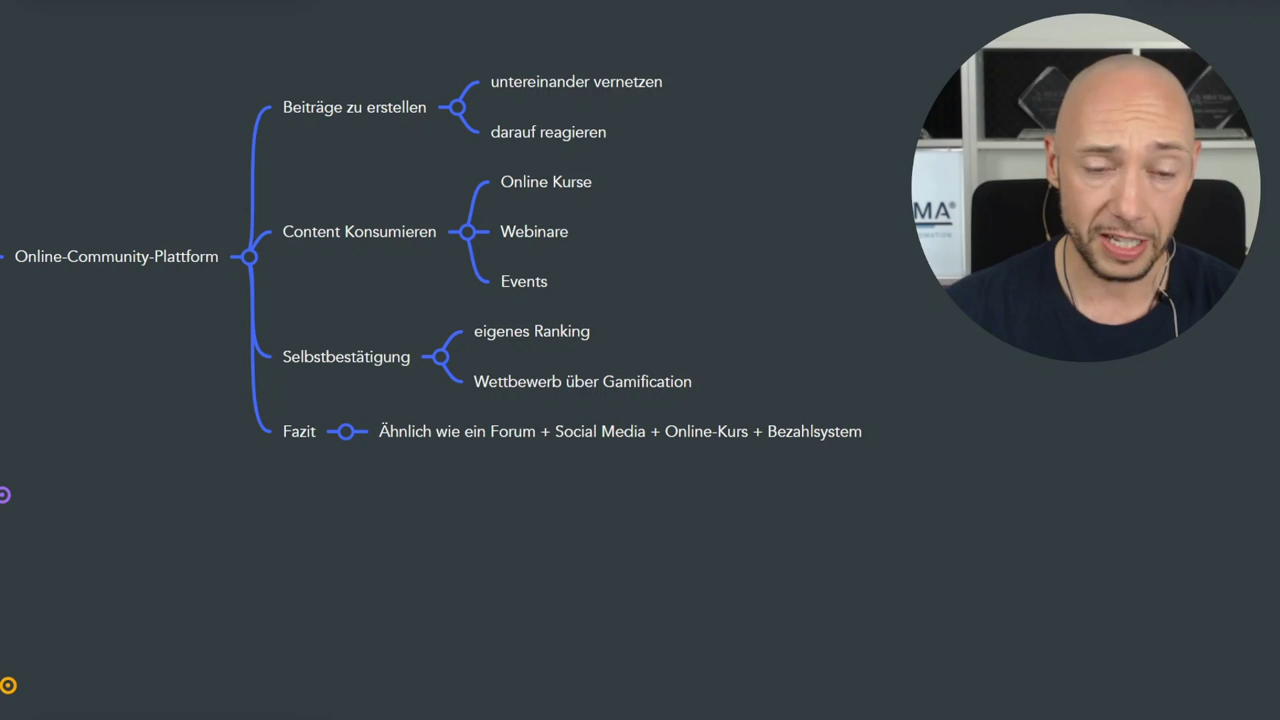 untereinander vernetzen
Beiträge zu erstellen
darauf reagieren
Online Kurse
Content Konsumieren
Webinare
Online-Community-Plattform
Events
eigenes Ranking
Selbstbestätigung
Wettbewerb über Gamification
Fazit
Ähnlich wie ein Forum + Social Media + Online-Kurs + Bezahlsystem
MA®